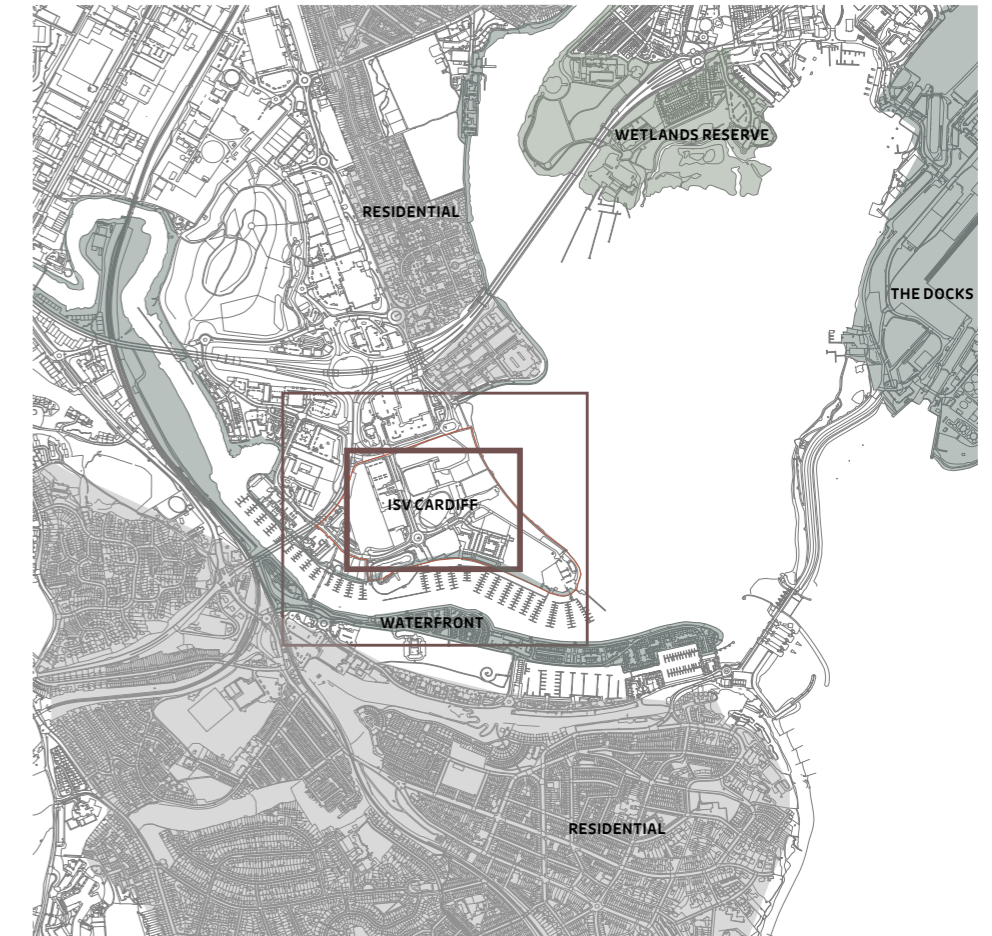 WETLANDS RESERVE
RESIDENTIAL
THE DOCKS
ISV CARDIFF
WATERFRONT
RESIDENTIAL